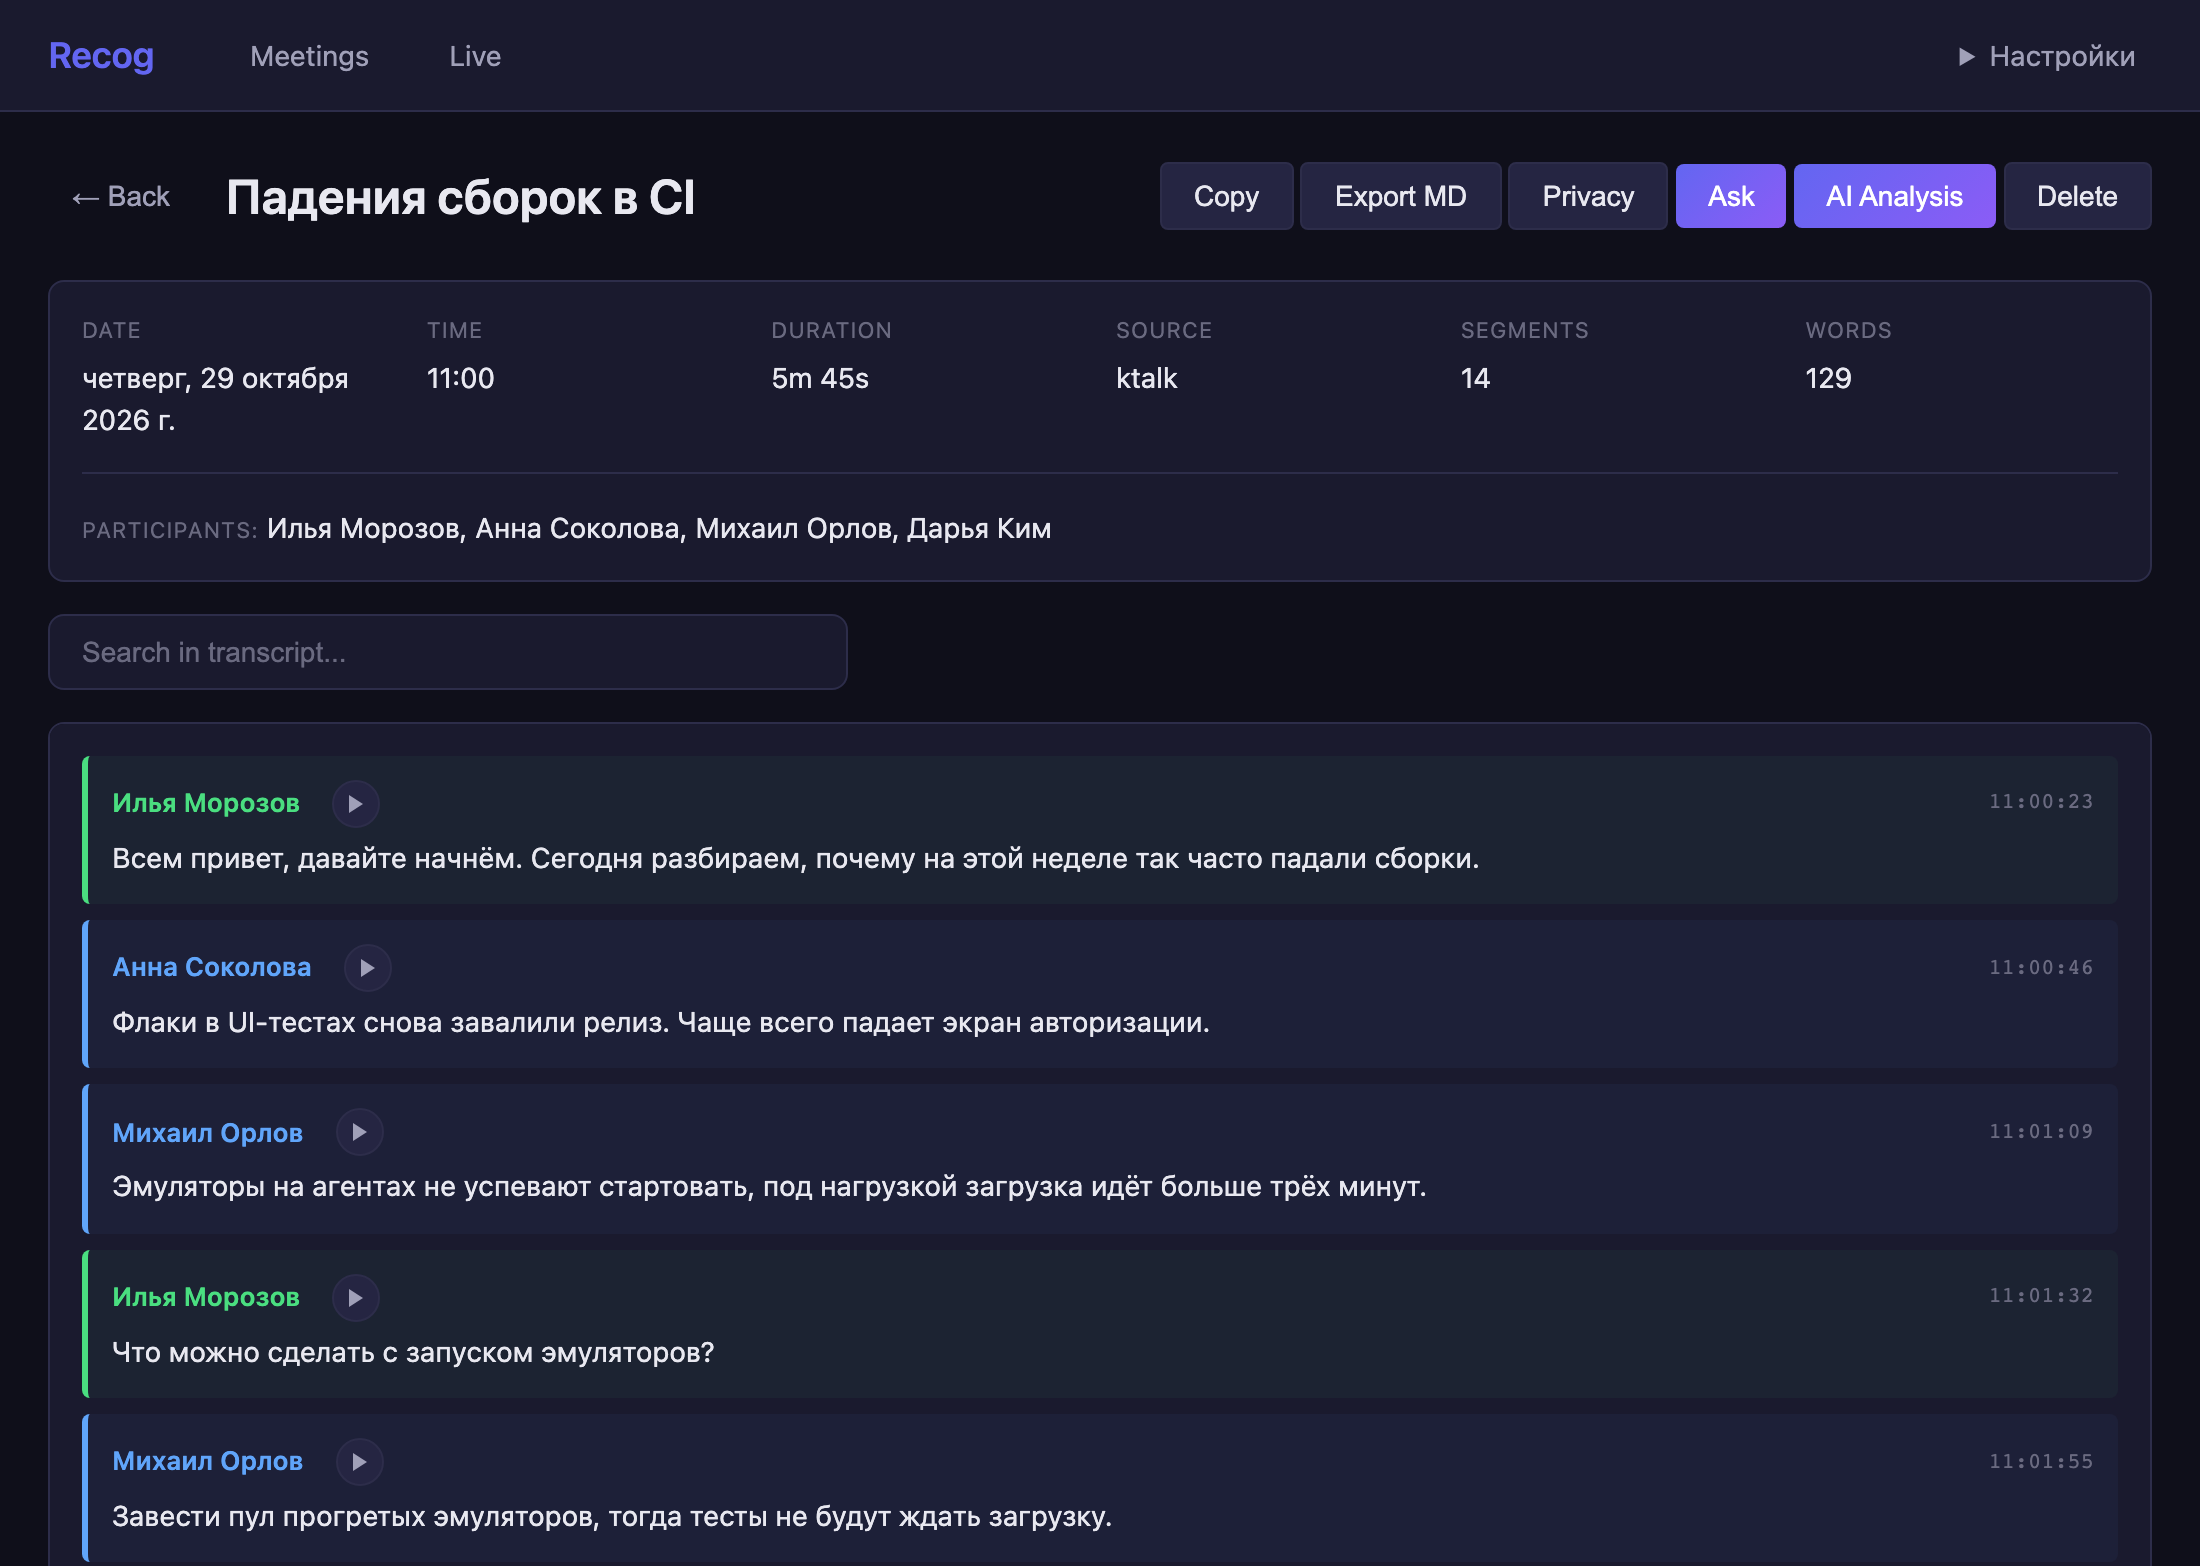 Recog Meetings Live ▶ Настройки
← Back Падения сборок в CI Copy Export MD Privacy Ask AI Analysis Delete
DATE TIME DURATION SOURCE SEGMENTS WORDS
четверг, 29 октября 11:00 5m 45s ktalk 14 129
2026 г.
PARTICIPANTS: Илья Морозов, Анна Соколова, Михаил Орлов, Дарья Ким
Search in transcript...
Илья Морозов 11:00:23
Всем привет, давайте начнём. Сегодня разбираем, почему на этой неделе так часто падали сборки.
Анна Соколова 11:00:46
Флаки в UI-тестах снова завалили релиз. Чаще всего падает экран авторизации.
Михаил Орлов 11:01:09
Эмуляторы на агентах не успевают стартовать, под нагрузкой загрузка идёт больше трёх минут.
Илья Морозов 11:01:32
Что можно сделать с запуском эмуляторов?
Михаил Орлов 11:01:55
Завести пул прогретых эмуляторов, тогда тесты не будут ждать загрузку.